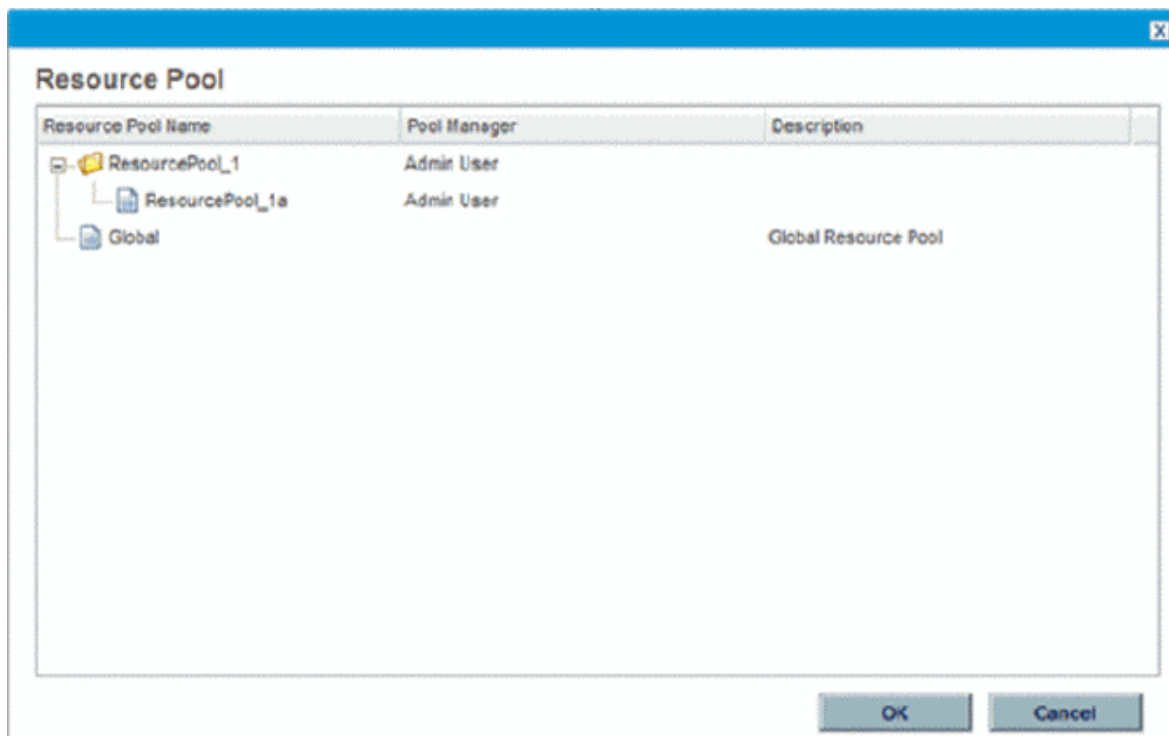 Resource Pool
Resource Pool Name Pool Manager Description
ResourcePool_1 Admin User
ResourcePool_1a Admin User
Global Global Resource Pool
OK Cancel